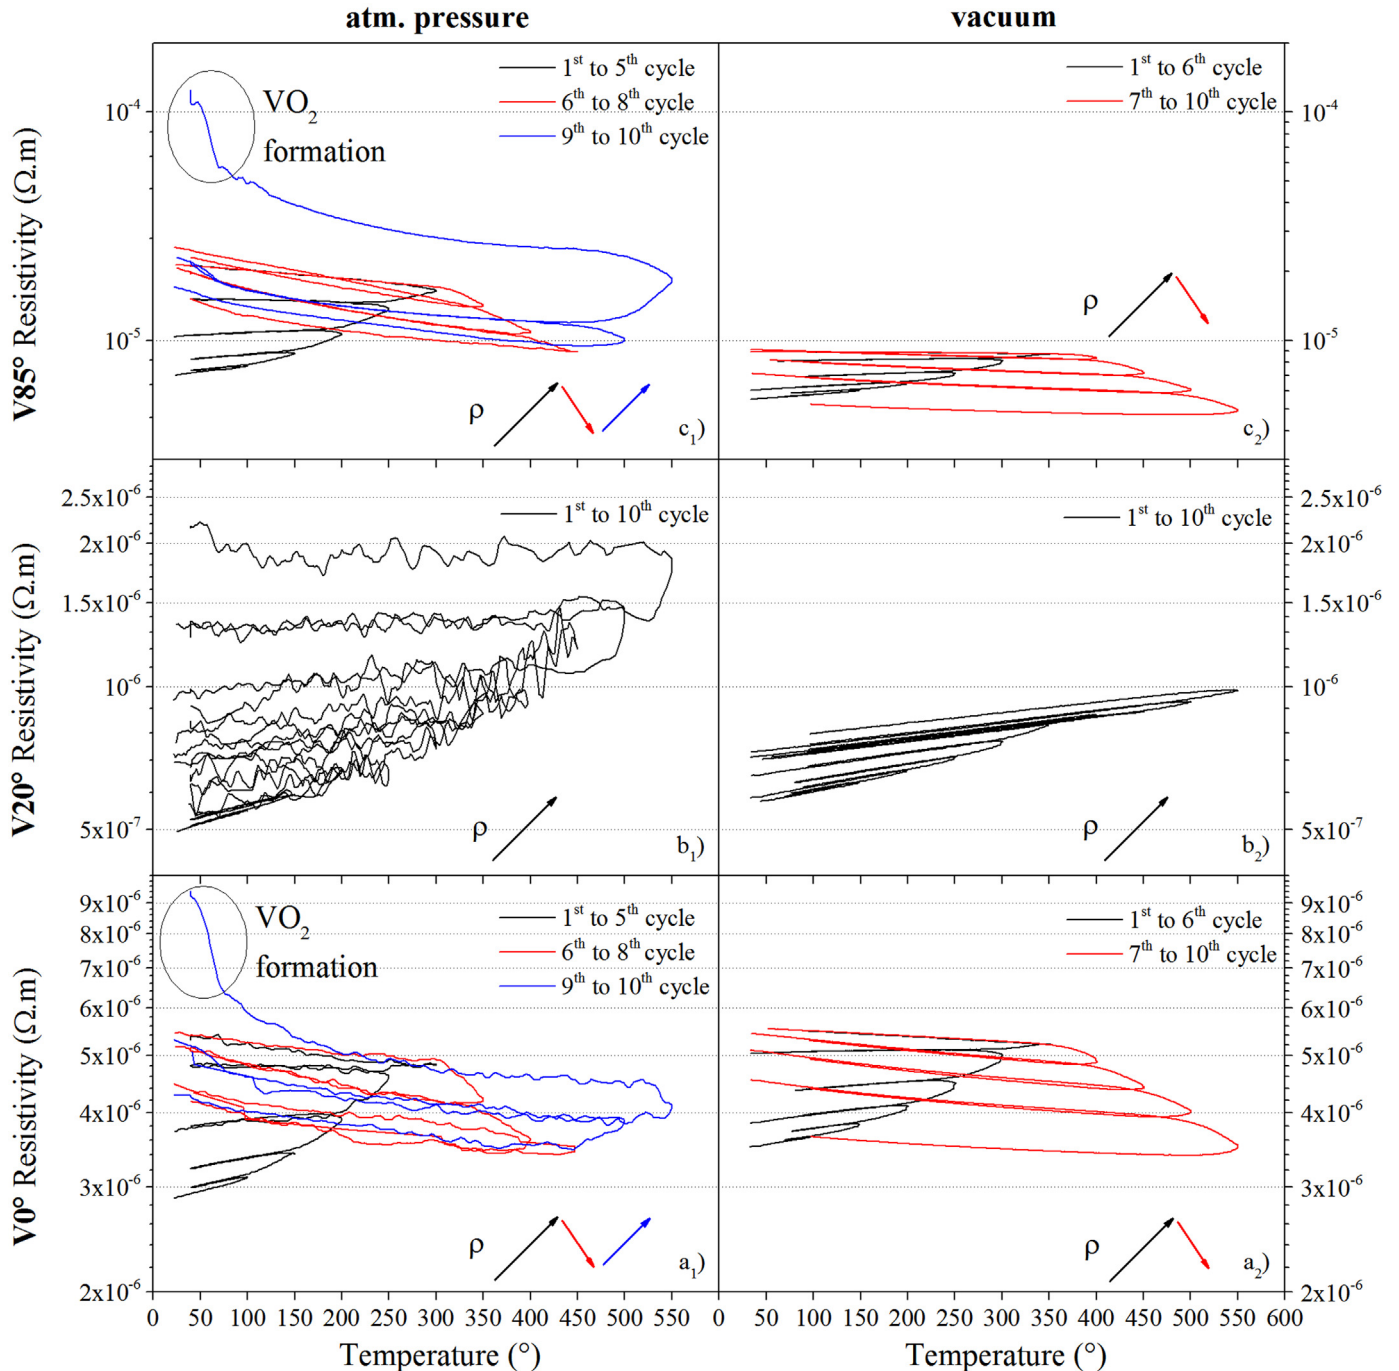 atm. pressure vacuum
V85° Resistivity (Ω.m)
10⁻⁴
10⁻⁵
VO₂
formation
1ˢᵗ to 5ᵗʰ cycle
6ᵗʰ to 8ᵗʰ cycle
9ᵗʰ to 10ᵗʰ cycle
ρ
c₁)
1ˢᵗ to 6ᵗʰ cycle
7ᵗʰ to 10ᵗʰ cycle
ρ
c₂)
10⁻⁴
10⁻⁵
V20° Resistivity (Ω.m)
2.5x10⁻⁶
2x10⁻⁶
1.5x10⁻⁶
10⁻⁶
5x10⁻⁷
1ˢᵗ to 10ᵗʰ cycle
ρ
b₁)
1ˢᵗ to 10ᵗʰ cycle
ρ
b₂)
2.5x10⁻⁶
2x10⁻⁶
1.5x10⁻⁶
10⁻⁶
5x10⁻⁷
V0° Resistivity (Ω.m)
9x10⁻⁶
8x10⁻⁶
7x10⁻⁶
6x10⁻⁶
5x10⁻⁶
4x10⁻⁶
3x10⁻⁶
2x10⁻⁶
VO₂
formation
1ˢᵗ to 5ᵗʰ cycle
6ᵗʰ to 8ᵗʰ cycle
9ᵗʰ to 10ᵗʰ cycle
ρ
a₁)
1ˢᵗ to 6ᵗʰ cycle
7ᵗʰ to 10ᵗʰ cycle
ρ
a₂)
9x10⁻⁶
8x10⁻⁶
7x10⁻⁶
6x10⁻⁶
5x10⁻⁶
4x10⁻⁶
3x10⁻⁶
2x10⁻⁶
0 50 100 150 200 250 300 350 400 450 500 550 0 50 100 150 200 250 300 350 400 450 500 550 600
Temperature (°) Temperature (°)